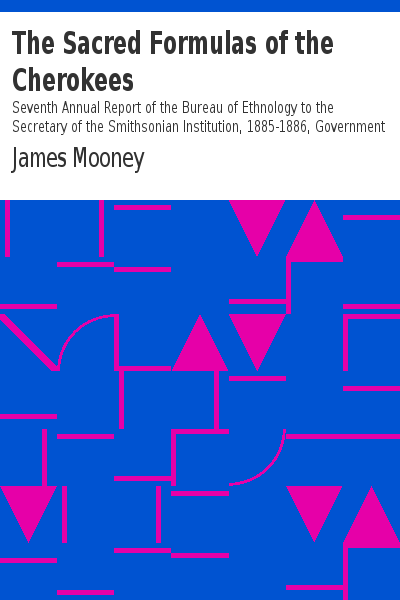 The Sacred Formulas of the
Cherokees
Seventh Annual Report of the Bureau of Ethnology to the
Secretary of the Smithsonian Institution, 1885-1886, Government
James Mooney